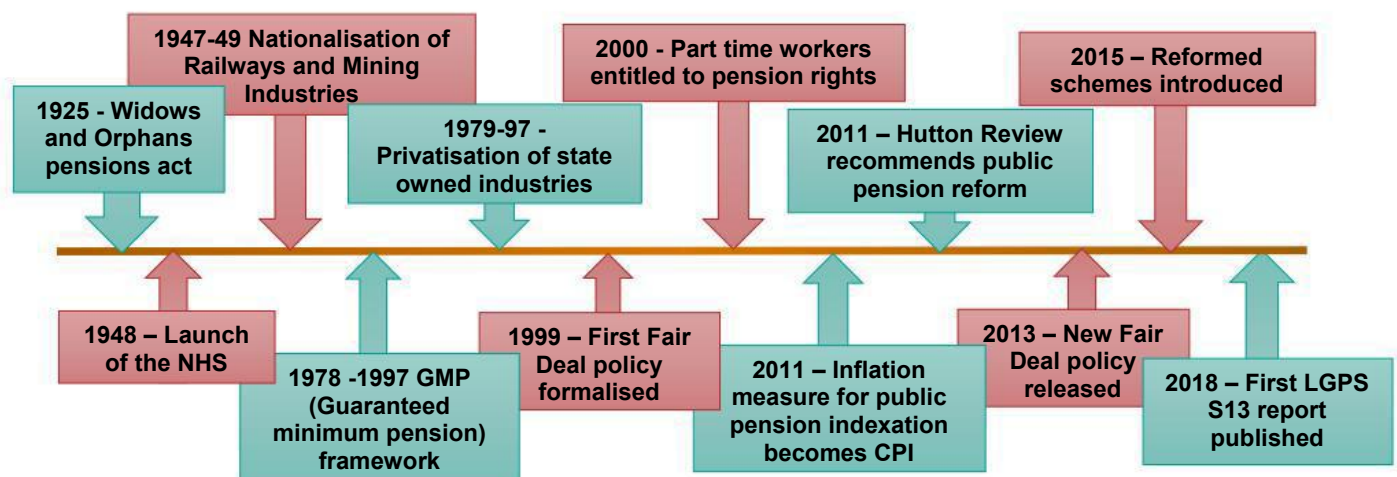 1925 - Widows
and Orphans
pensions act
1948 – Launch
of the NHS
1947-49 Nationalisation of
Railways and Mining
Industries
1978 -1997 GMP
(Guaranteed
minimum pension)
framework
1979-97 -
Privatisation of state
owned industries
1999 – First Fair
Deal policy
formalised
2000 - Part time workers
entitled to pension rights
2011 – Inflation
measure for public
pension indexation
becomes CPI
2011 – Hutton Review
recommends public
pension reform
2013 – New Fair
Deal policy
released
2015 – Reformed
schemes introduced
2018 – First LGPS
S13 report
published